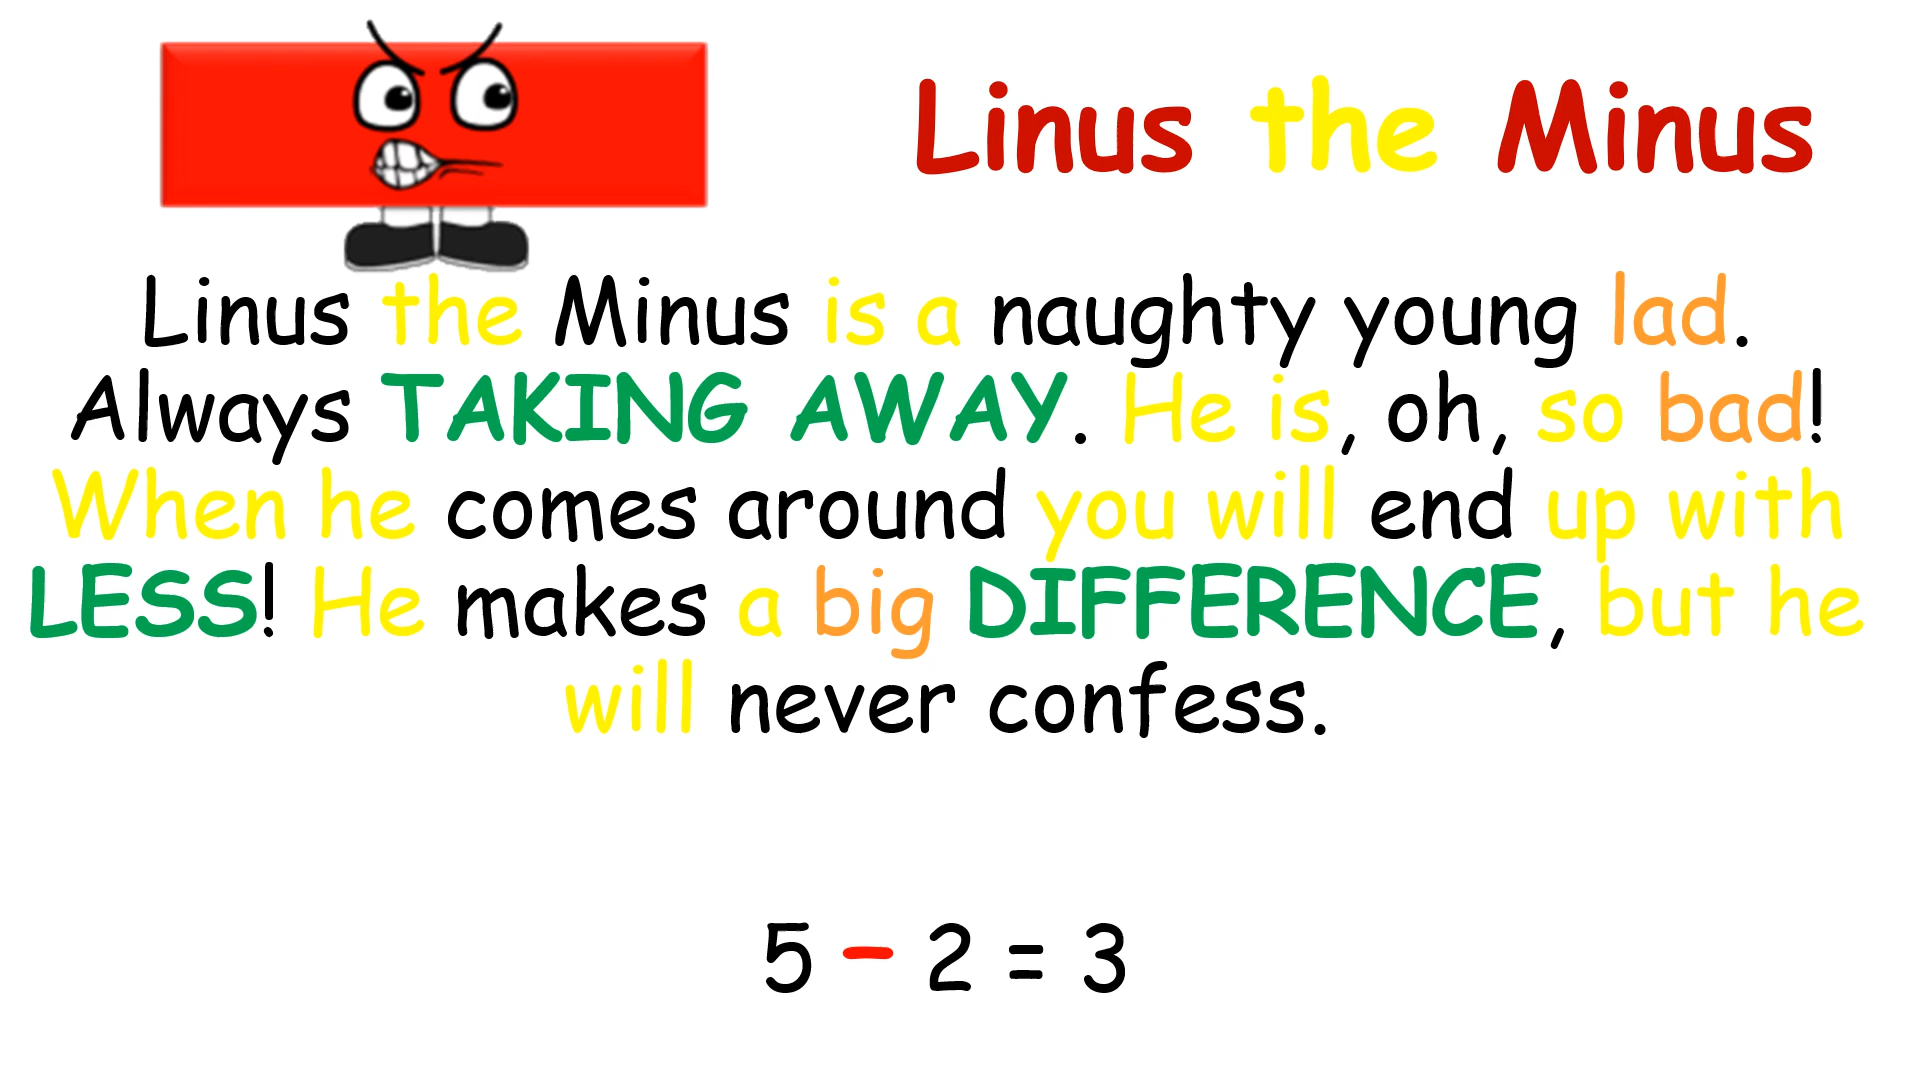 Linus the Minus
Linus the Minus is a naughty young lad.
Always TAKING AWAY. He is, oh, so bad!
When he comes around you will end up with
LESS! He makes a big DIFFERENCE, but he
will never confess.
5 – 2 = 3